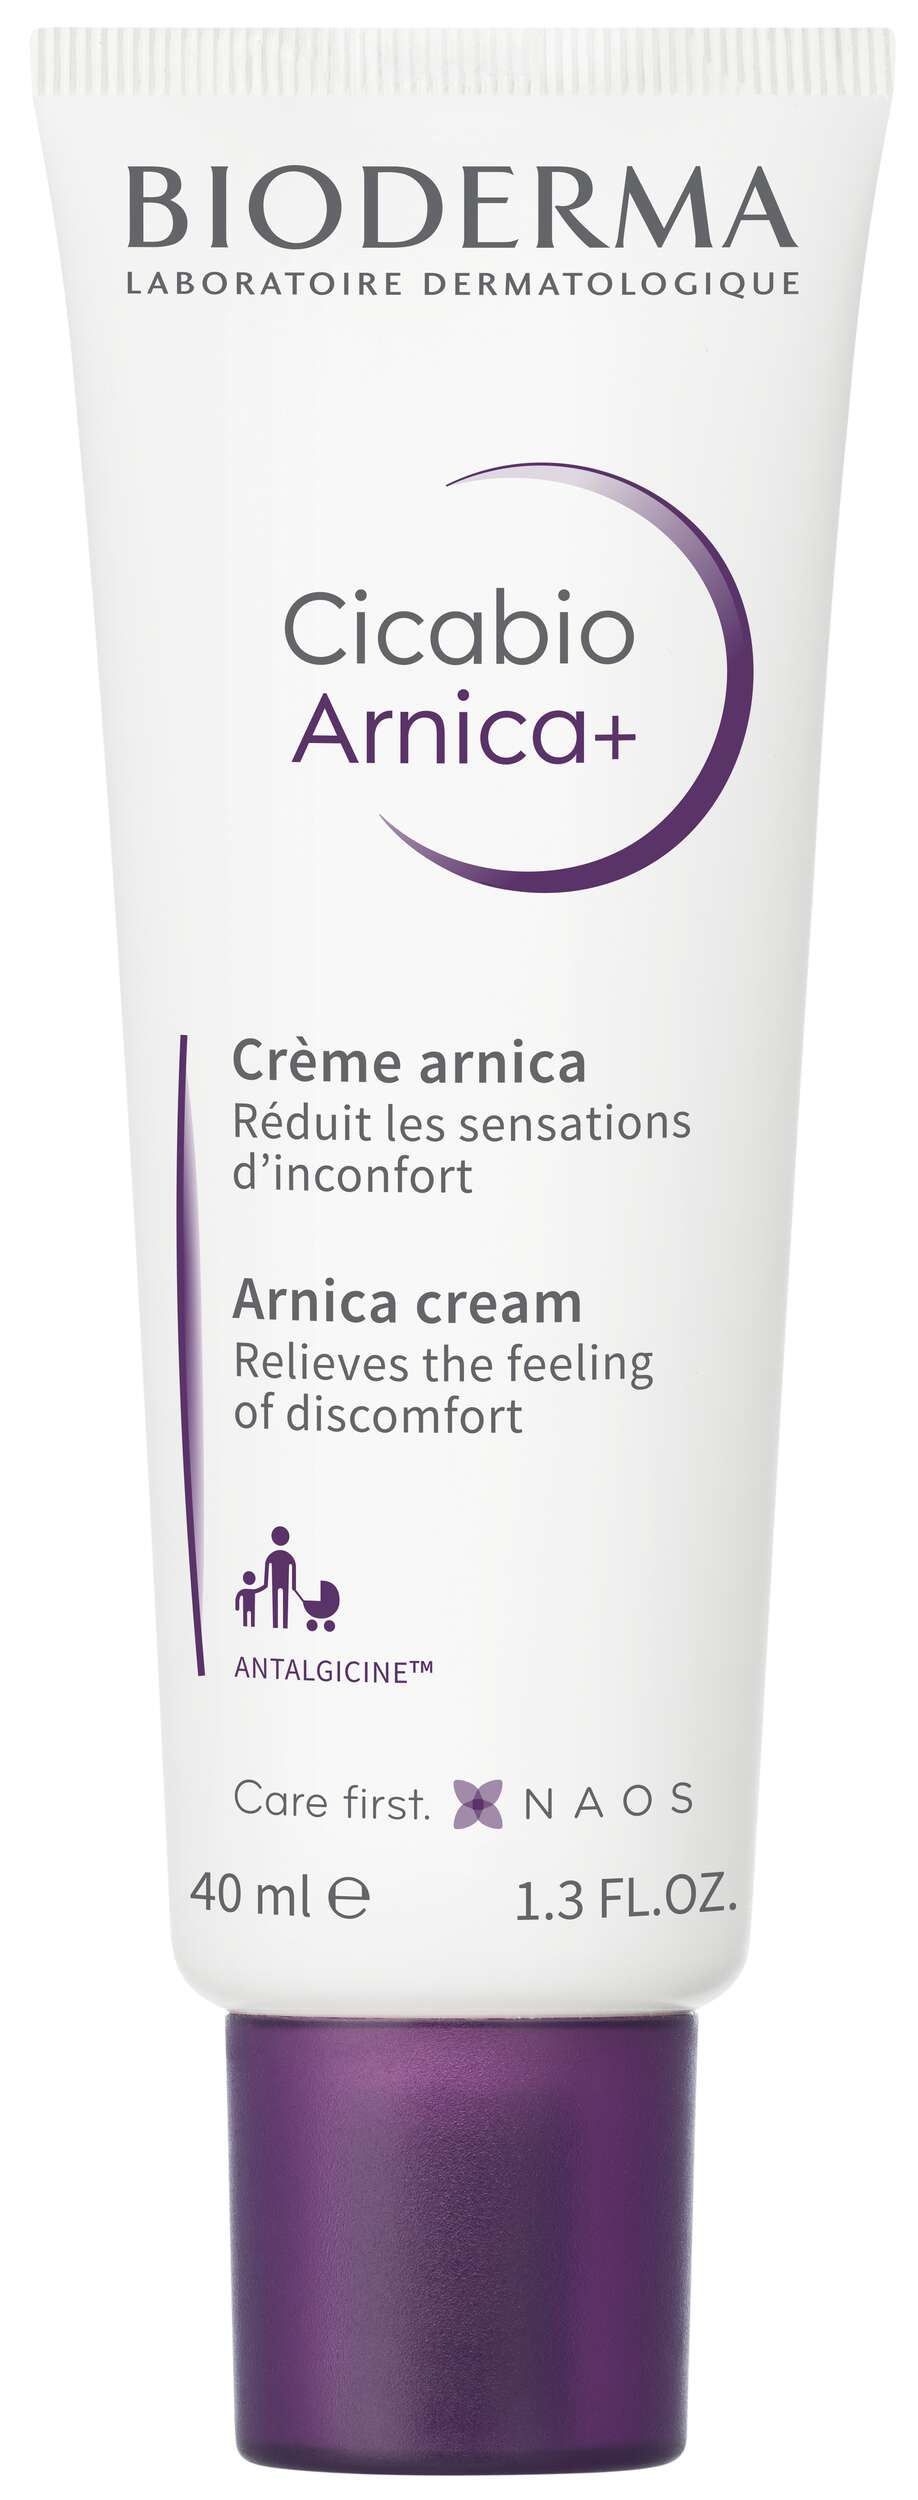 BIODERMA
LABORATOIRE DERMATOLOGIQUE
Cicabio
Arnica+
Crème arnica
Réduit les sensations
d'inconfort
Arnica cream
Relieves the feeling
of discomfort
ANTALGICINE™
Care first. NAOS
40 ml ℮ 1.3 FL.OZ.